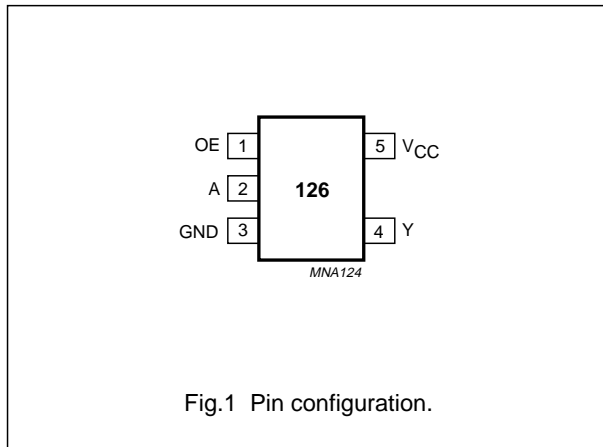 OE 1 5 VCC
A 2 126
GND 3 4 Y
MNA124
Fig.1 Pin configuration.